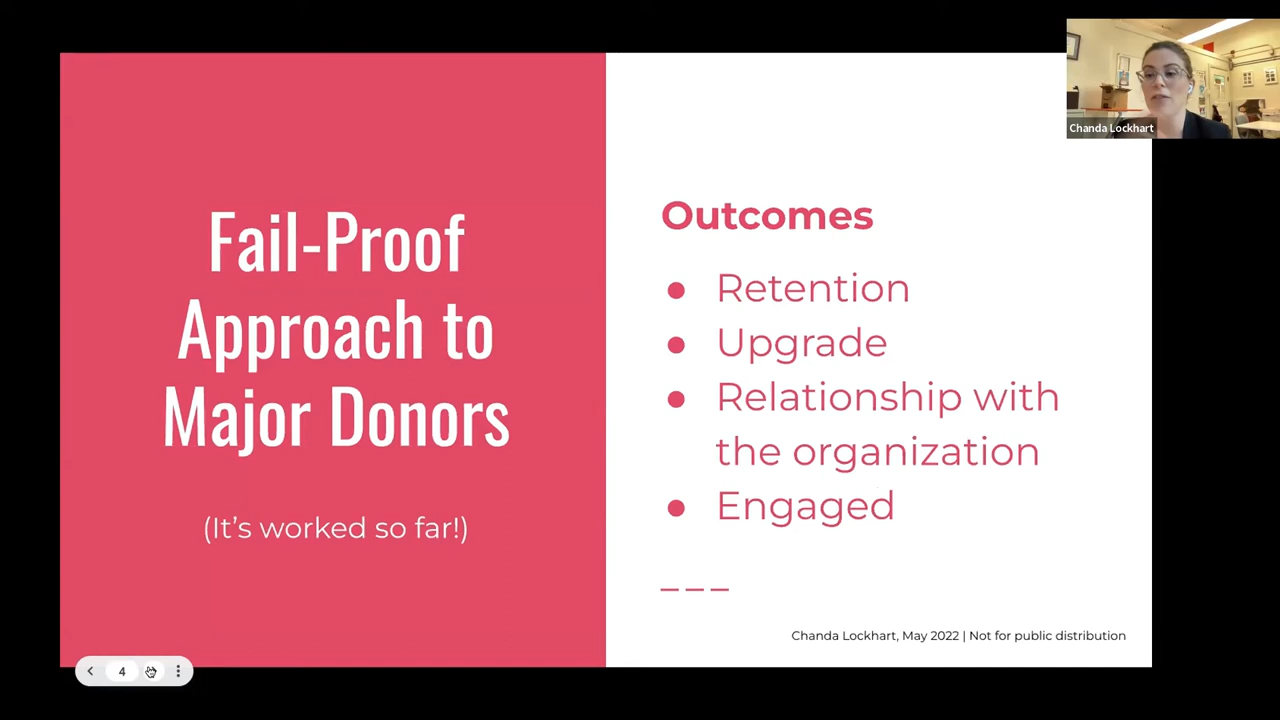 Fail-Proof
Approach to
Major Donors
(It's worked so far!)
Outcomes
● Retention
● Upgrade
● Relationship with
the organization
● Engaged
Chanda Lockhart, May 2022 | Not for public distribution
Chanda Lockhart
4